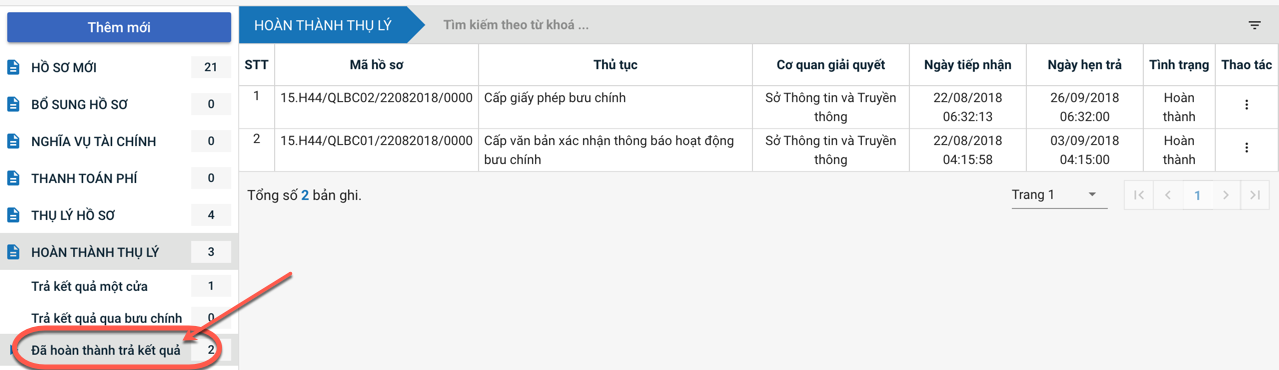 Thêm mới
HỒ SƠ MỚI 21
BỔ SUNG HỒ SƠ 0
NGHĨA VỤ TÀI CHÍNH 0
THANH TOÁN PHÍ 0
THỤ LÝ HỒ SƠ 4
HOÀN THÀNH THỤ LÝ 3
Trả kết quả một cửa 1
Trả kết quả qua bưu chính 0
Đã hoàn thành trả kết quả 2
HOÀN THÀNH THỤ LÝ Tìm kiếm theo từ khoá ...
STT Mã hồ sơ Thủ tục Cơ quan giải quyết Ngày tiếp nhận Ngày hẹn trả Tình trạng Thao tác
1 15.H44/QLBC02/22082018/0000 Cấp giấy phép bưu chính Sở Thông tin và Truyền 22/08/2018 26/09/2018 Hoàn
thông 06:32:13 06:32:00 thành
2 15.H44/QLBC01/22082018/0000 Cấp văn bản xác nhận thông báo hoạt động Sở Thông tin và Truyền 22/08/2018 03/09/2018 Hoàn
bưu chính thông 04:15:58 04:15:00 thành
Tổng số 2 bản ghi. Trang 1 1